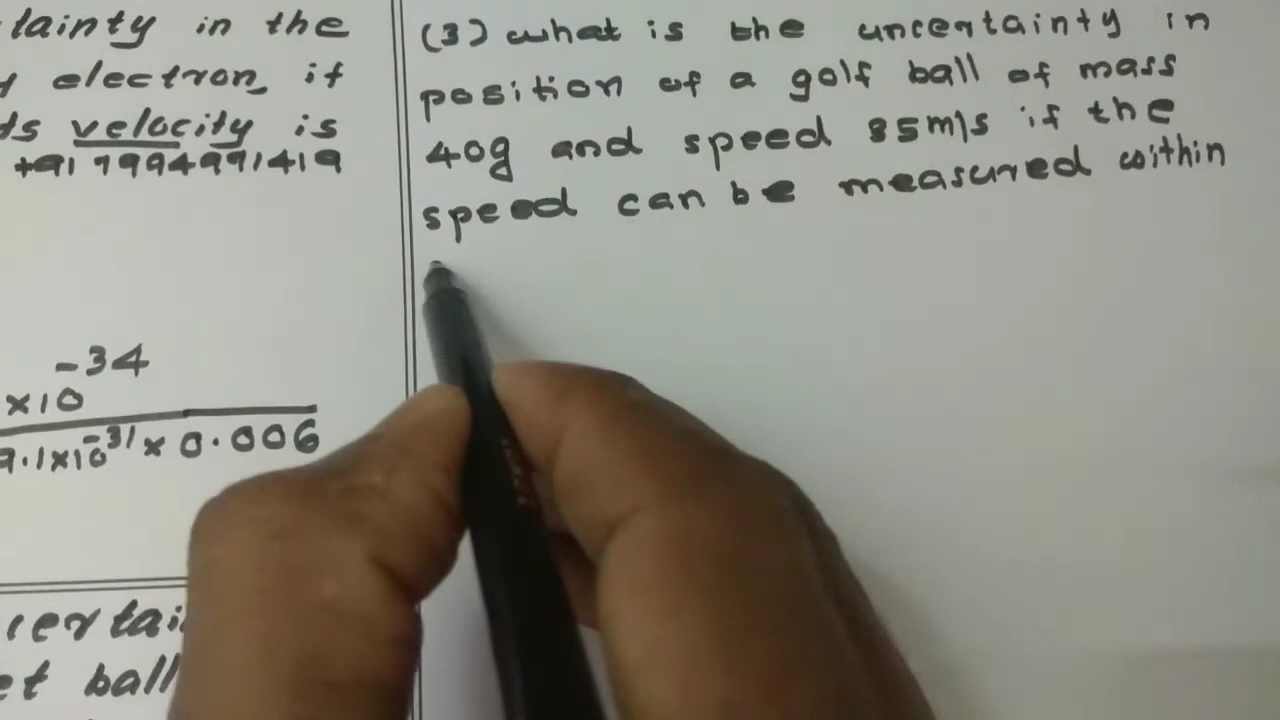 tainty in the
electron, if
velocity is
+91 7994991419
-34
×10
9.1×10-31 × 0.006
(3) what is the uncertainty in
position of a golf ball of mass
40g and speed 85m/s if the
speed can be measured within
certai
et ball